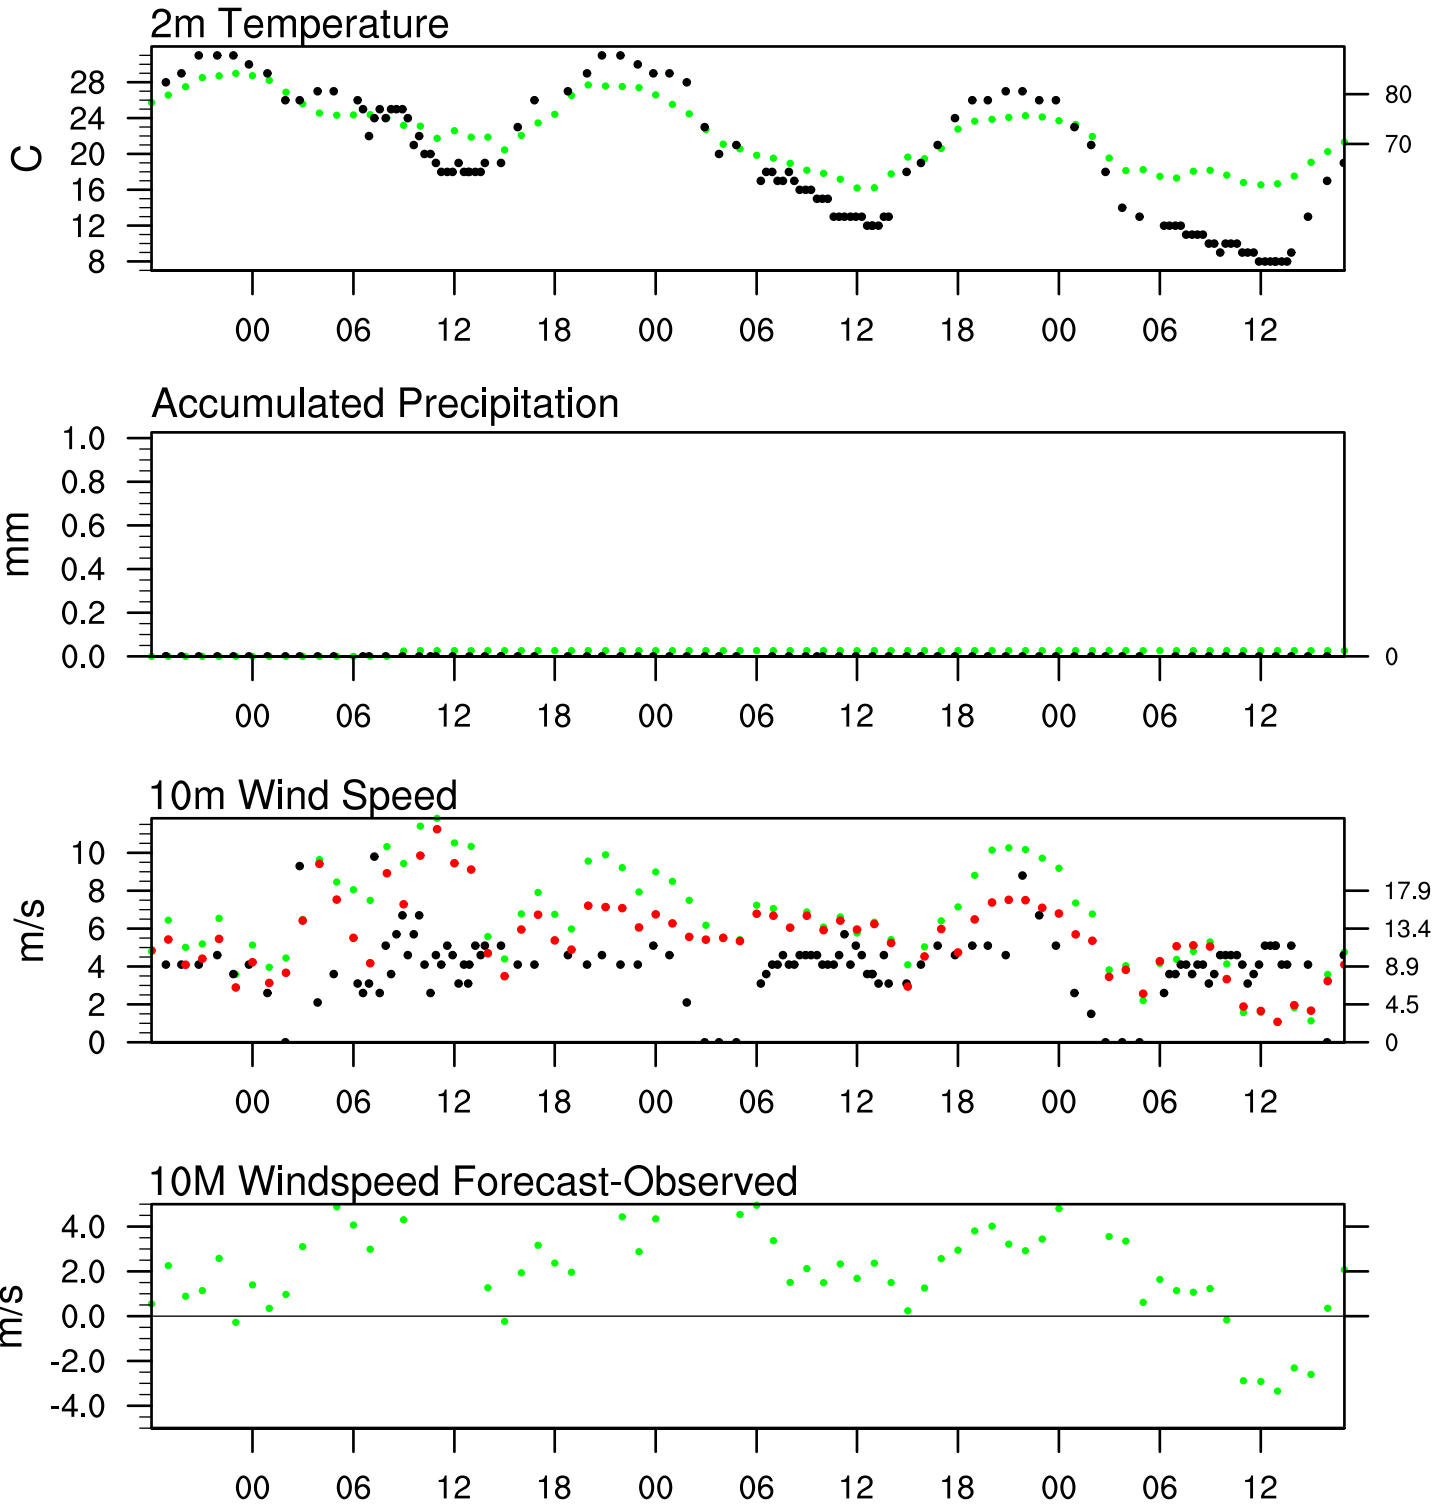 2m Temperature
28
24
20
16
12
8
C
80
70
00 06 12 18 00 06 12 18 00 06 12
Accumulated Precipitation
1.0
0.8
0.6
0.4
0.2
0.0
mm
0
00 06 12 18 00 06 12 18 00 06 12
10m Wind Speed
10
8
6
4
2
0
m/s
17.9
13.4
8.9
4.5
0
00 06 12 18 00 06 12 18 00 06 12
10M Windspeed Forecast-Observed
4.0
2.0
0.0
-2.0
-4.0
m/s
00 06 12 18 00 06 12 18 00 06 12